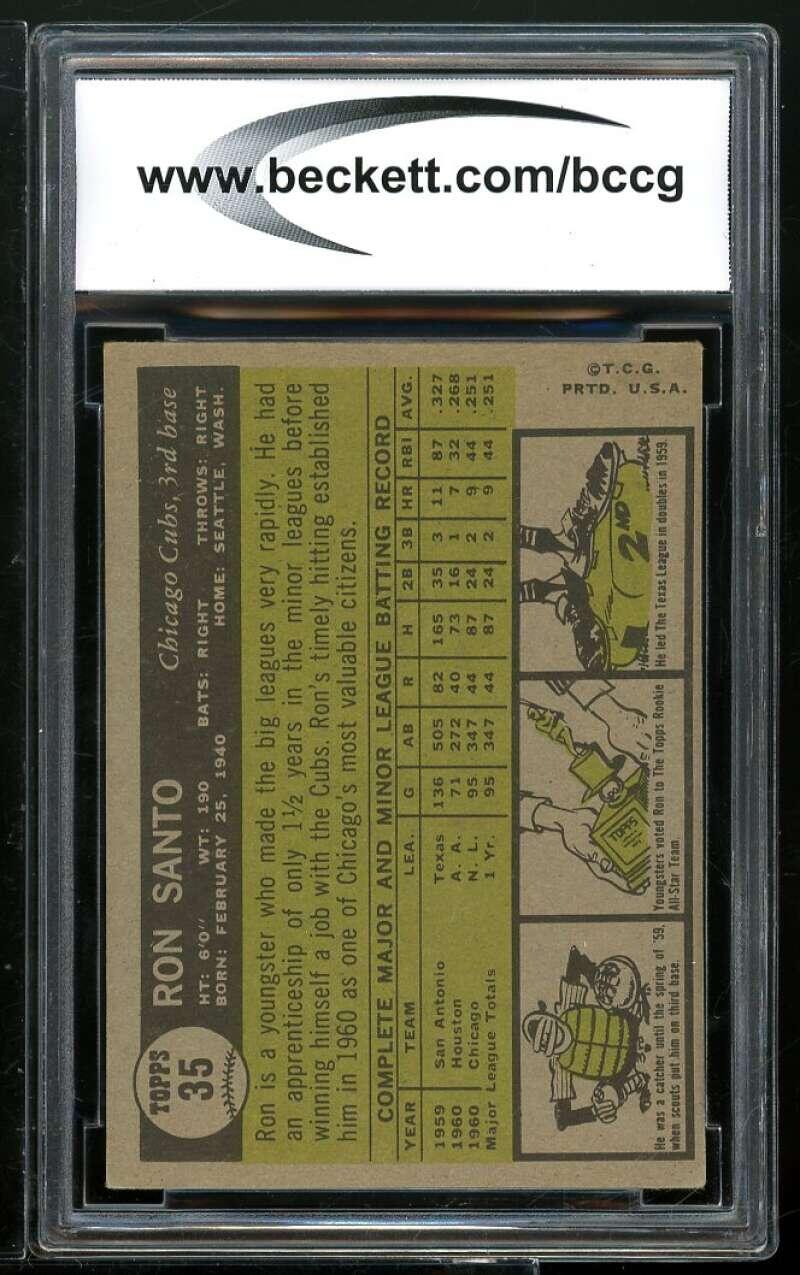 www.beckett.com/bccg
TOPPS
35
RON SANTO
Chicago Cubs, 3rd base
HT: 6'0" WT: 190 BATS: RIGHT THROWS: RIGHT
BORN: FEBRUARY 25, 1940 HOME: SEATTLE, WASH.
Ron is a youngster who made the big leagues very rapidly. He had
an apprenticeship of only 1½ years in the minor leagues before
winning himself a job with the Cubs. Ron's timely hitting established
him in 1960 as one of Chicago's most valuable citizens.
COMPLETE MAJOR AND MINOR LEAGUE BATTING RECORD
YEAR TEAM LEA. G AB R H 2B 3B HR RBI AVG.
1959 San Antonio Texas 136 505 82 165 35 3 11 87 .327
1960 Houston A. A. 71 272 40 73 16 1 7 32 .268
1960 Chicago N. L. 95 347 44 87 24 2 9 44 .251
Major League Totals 1 Yr. 95 347 44 87 24 2 9 44 .251
He was a catcher until the spring of '59,
when scouts put him on third base.
TOPPS
Youngsters voted Ron to The Topps Rookie
All-Star Team.
2ND
He led The Texas League in doubles in 1959.
©T.C.G.
PRTD. U.S.A.